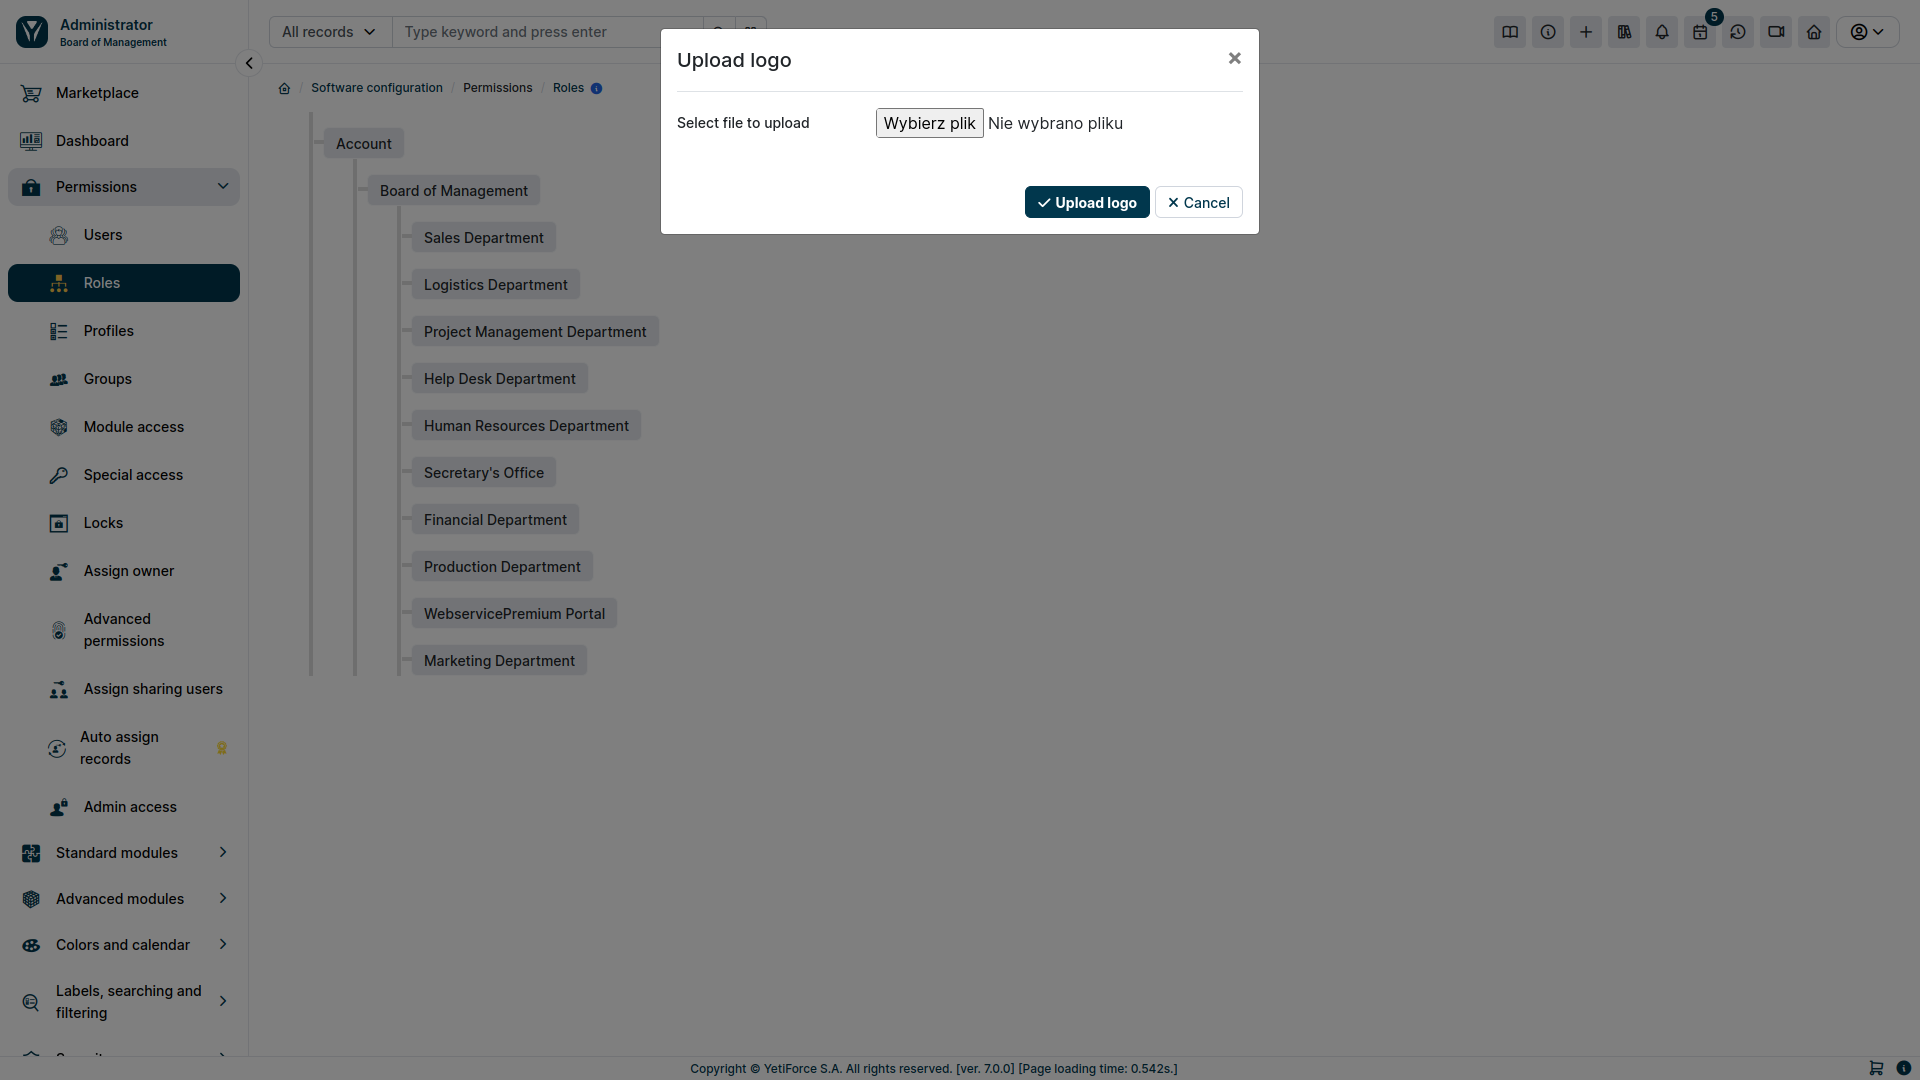 Administrator
Board of Management
All records
Type keyword and press enter
5
Marketplace
Dashboard
Permissions
Users
Roles
Profiles
Groups
Module access
Special access
Locks
Assign owner
Advanced
permissions
Assign sharing users
Auto assign
records
Admin access
Standard modules
Advanced modules
Colors and calendar
Labels, searching and
filtering
Software configuration / Permissions / Roles
Account
Board of Management
Sales Department
Logistics Department
Project Management Department
Help Desk Department
Human Resources Department
Secretary's Office
Financial Department
Production Department
WebservicePremium Portal
Marketing Department
Upload logo
Select file to upload
Wybierz plik Nie wybrano pliku
Upload logo
Cancel
Copyright © YetiForce S.A. All rights reserved. [ver. 7.0.0] [Page loading time: 0.542s.]